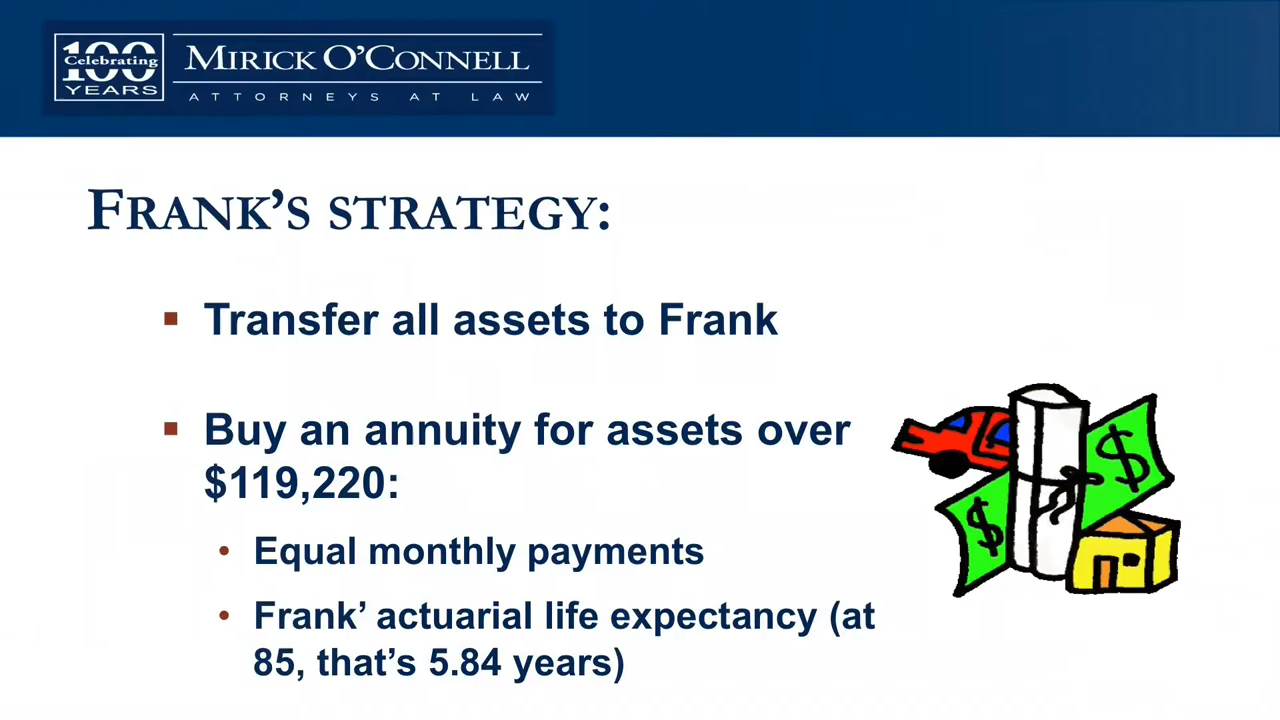 100
Celebrating
YEARS
MIRICK O'CONNELL
ATTORNEYS AT LAW
FRANK'S STRATEGY:
▪ Transfer all assets to Frank
▪ Buy an annuity for assets over
$119,220:
• Equal monthly payments
• Frank' actuarial life expectancy (at
85, that's 5.84 years)
$
$